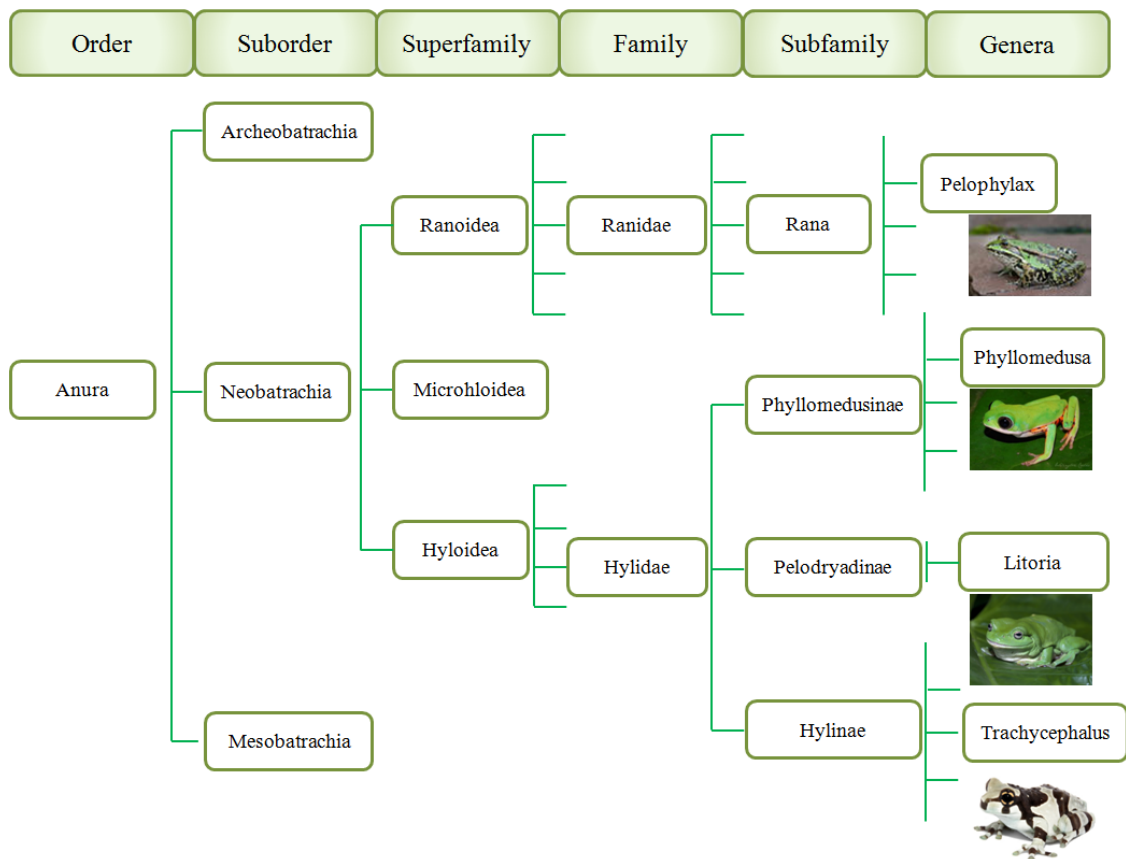 Order
Suborder
Superfamily
Family
Subfamily
Genera
Archeobatrachia
Ranoidea
Ranidae
Rana
Pelophylax
Anura
Neobatrachia
Microhloidea
Phyllomedusinae
Phyllomedusa
Hyloidea
Hylidae
Pelodryadinae
Litoria
Mesobatrachia
Hylinae
Trachycephalus